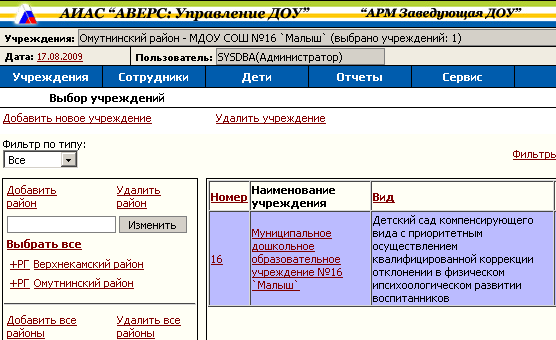 АИАС “АВЕРС: Управление ДОУ” “АРМ Заведующая ДОУ”
Учреждения: Омутнинский район - МДОУ СОШ №16 `Малыш` (выбрано учреждений: 1)
Дата: 17.08.2009 Пользователь: SYSDBA(Администратор)
Учреждения Сотрудники Дети Отчеты Сервис
Выбор учреждений
Добавить новое учреждение Удалить учреждение
Фильтр по типу:
Все
Фильтры
Добавить район
Удалить район
Изменить
Выбрать все
+РГ Верхнекамский район
+РГ Омутнинский район
Добавить все районы
Удалить все районы
Номер
Наименование учреждения
Вид
16
Муниципальное
дошкольное
образовательное
учреждение №16
`Малыш`
Детский сад компенсирующего
вида с приоритетным
осуществлением
квалифицированной коррекции
отклонении в физическом
ипсихоологическом развитии
воспитанников